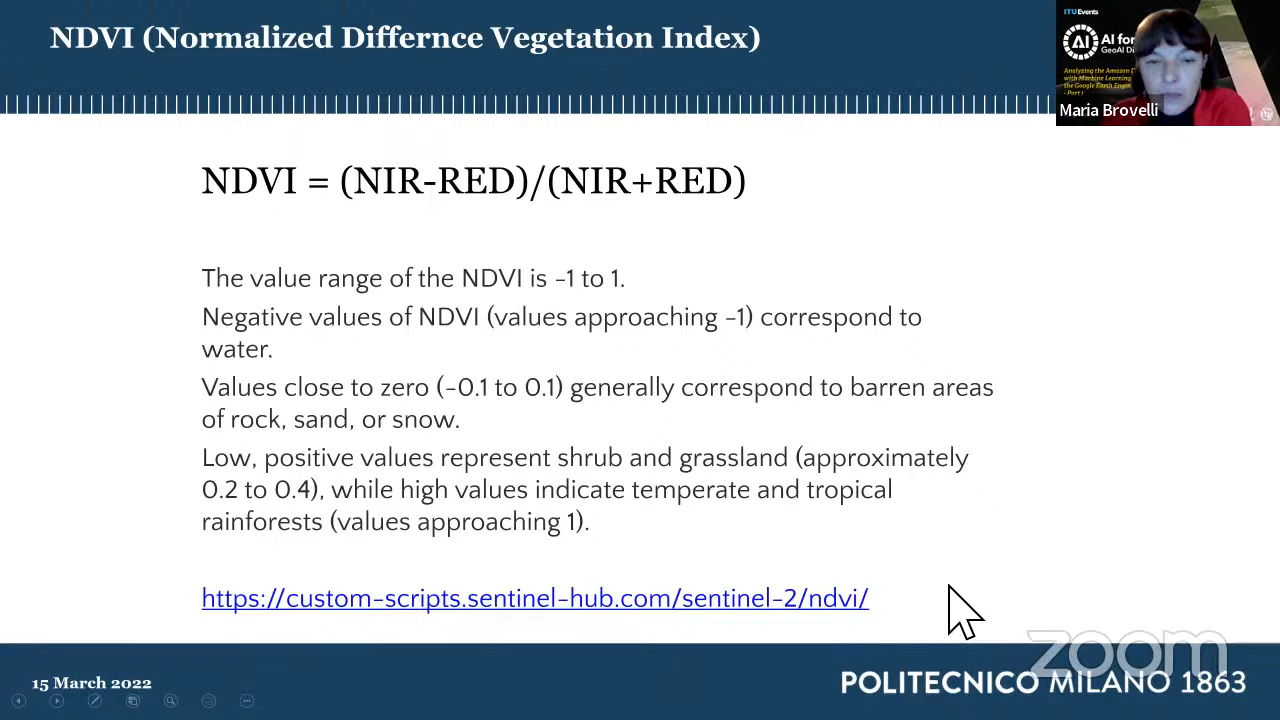 NDVI (Normalized Differnce Vegetation Index)
ITUEvents
AI for
GeoAI Di
Analyzing the Amazon D
with Machine Learning
the Google Earth Engin
- Part 1
Maria Brovelli
NDVI = (NIR-RED)/(NIR+RED)
The value range of the NDVI is -1 to 1.
Negative values of NDVI (values approaching -1) correspond to
water.
Values close to zero (-0.1 to 0.1) generally correspond to barren areas
of rock, sand, or snow.
Low, positive values represent shrub and grassland (approximately
0.2 to 0.4), while high values indicate temperate and tropical
rainforests (values approaching 1).
https://custom-scripts.sentinel-hub.com/sentinel-2/ndvi/
zoom
15 March 2022
POLITECNICO MILANO 1863